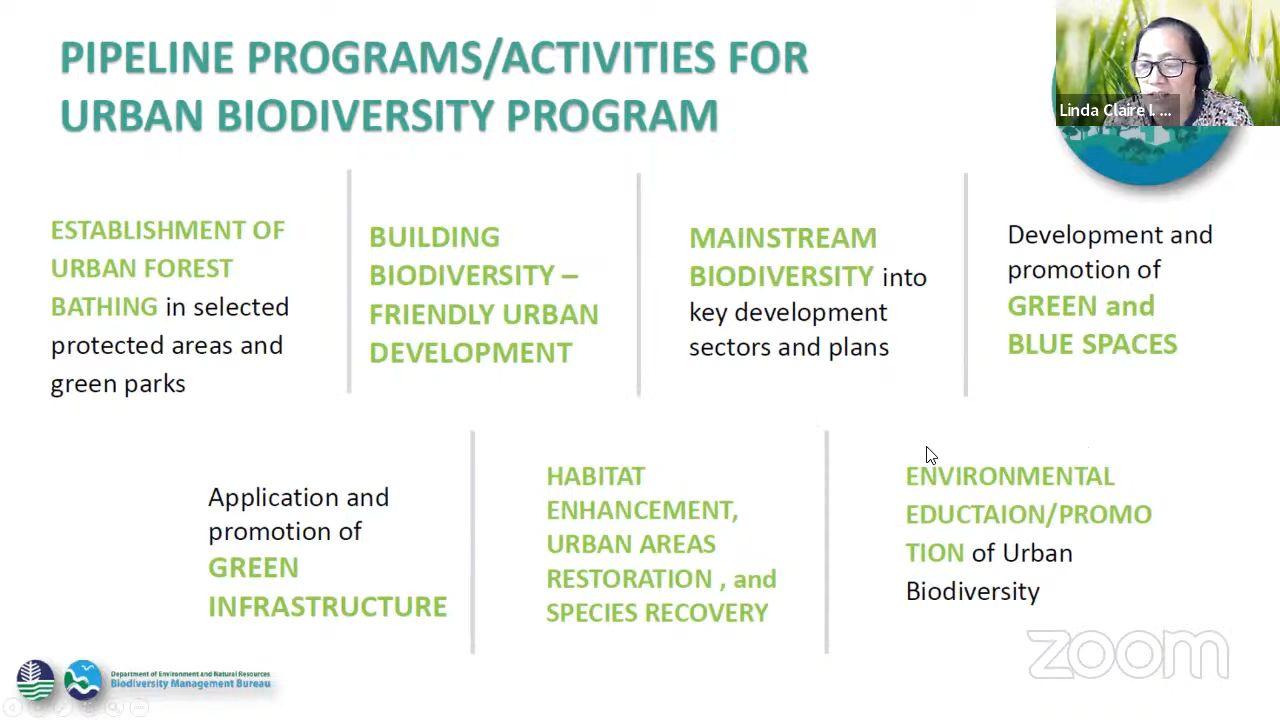 PIPELINE PROGRAMS/ACTIVITIES FOR
URBAN BIODIVERSITY PROGRAM
Linda Claire I. ...
ESTABLISHMENT OF
URBAN FOREST
BATHING in selected
protected areas and
green parks
BUILDING
BIODIVERSITY –
FRIENDLY URBAN
DEVELOPMENT
MAINSTREAM
BIODIVERSITY into
key development
sectors and plans
Development and
promotion of
GREEN and
BLUE SPACES
Application and
promotion of
GREEN
INFRASTRUCTURE
HABITAT
ENHANCEMENT,
URBAN AREAS
RESTORATION , and
SPECIES RECOVERY
ENVIRONMENTAL
EDUCTAION/PROMO
TION of Urban
Biodiversity
Department of Environment and Natural Resources
Biodiversity Management Bureau
zoom